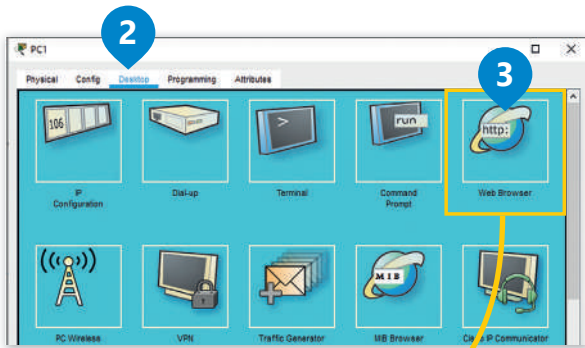 2
PC1
Physical Config Desktop Programming Attributes
3
106
>
run
http:
IP Configuration
Dial-up
Terminal
Command Prompt
Web Browser
MIB
PC Wireless
VPN
Traffic Generator
MIB Browser
Cisco IP Communicator